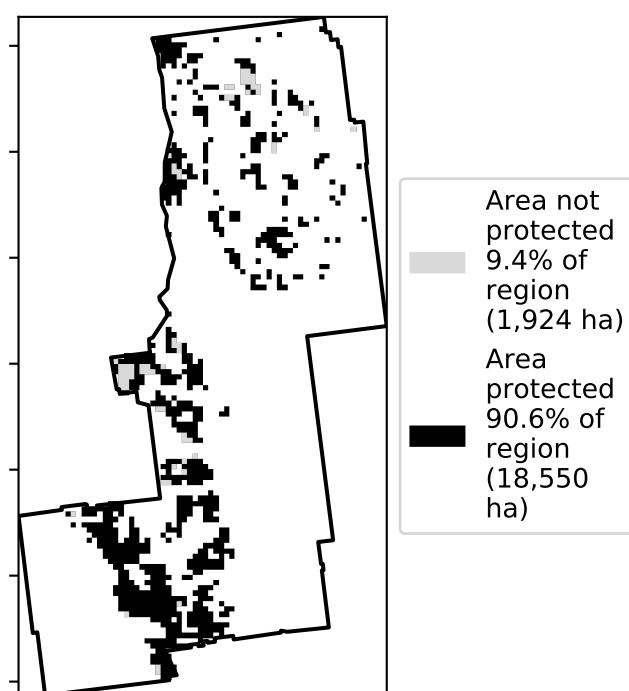 Area not
protected
9.4% of
region
(1,924 ha)
Area
protected
90.6% of
region
(18,550
ha)